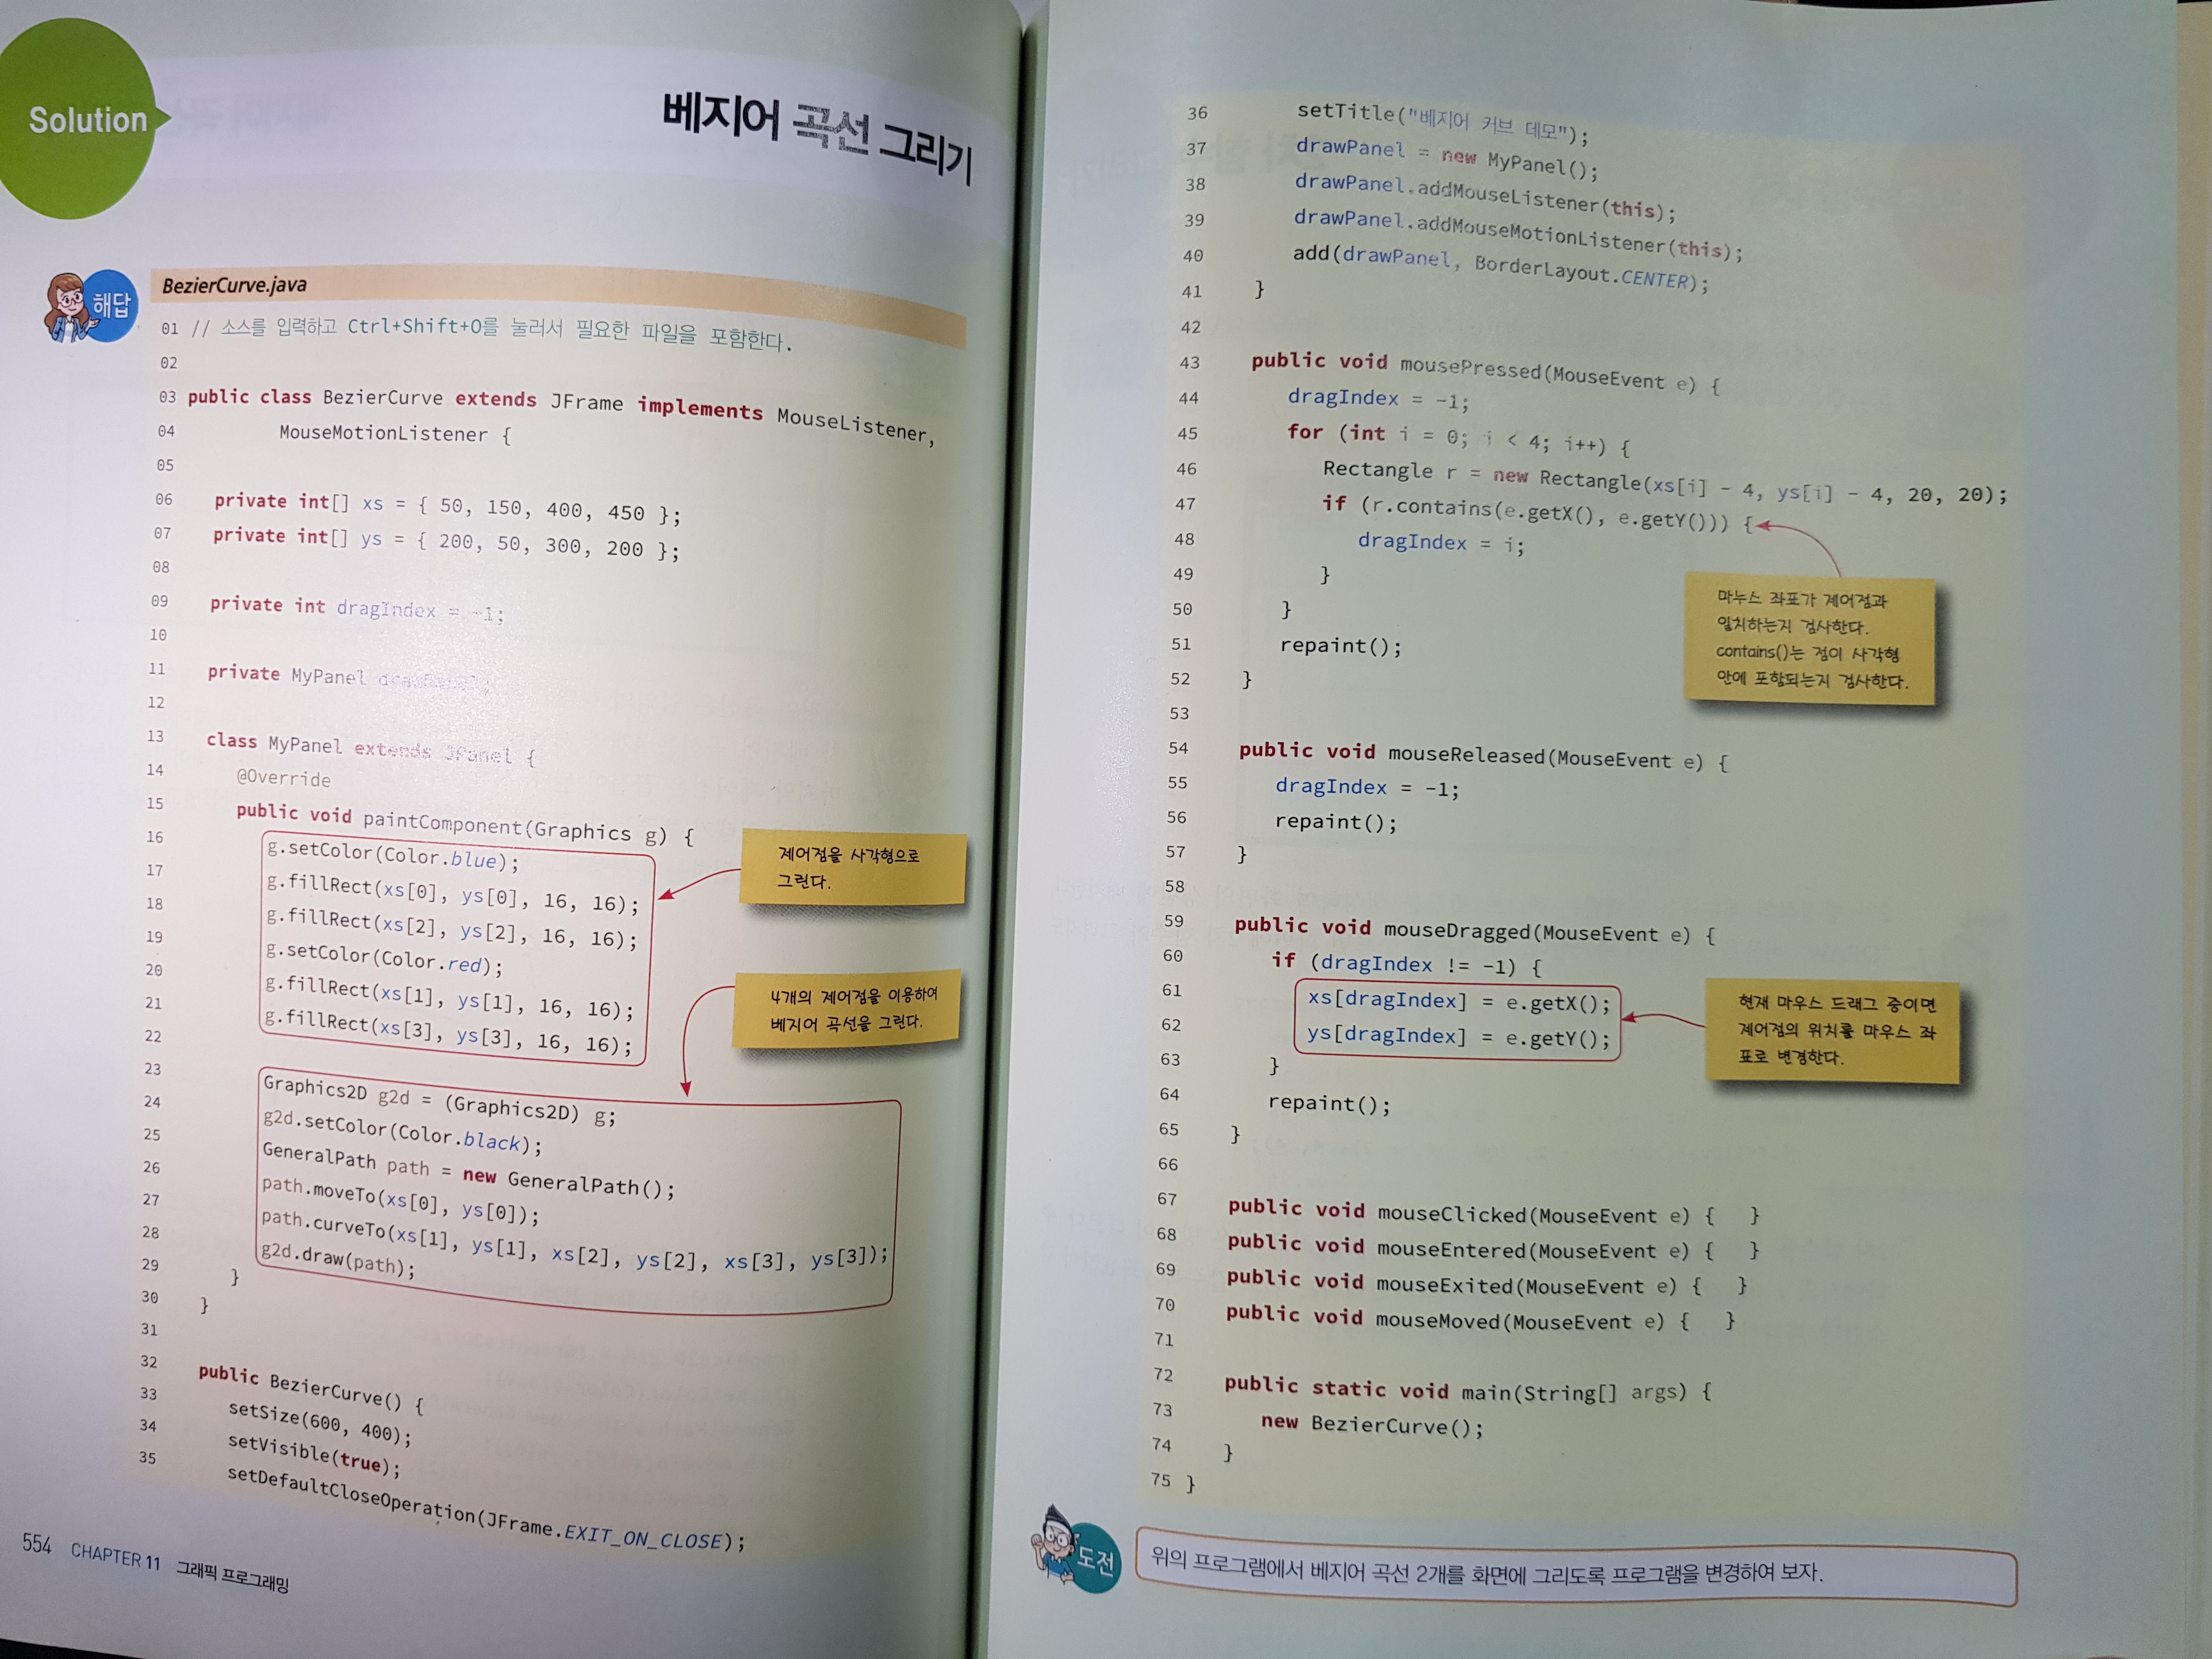 Solution
베지어 곡선 그리기
해답
BezierCurve.java
01 // 소스를 입력하고 Ctrl+Shift+O를 눌러서 필요한 파일을 포함한다.
02
03 public class BezierCurve extends JFrame implements MouseListener,
04 MouseMotionListener {
05
06 private int[] xs = { 50, 150, 400, 450 };
07 private int[] ys = { 200, 50, 300, 200 };
08
09 private int dragIndex = -1;
10
11 private MyPanel drawPanel;
12
13 class MyPanel extends JPanel {
14 @Override
15 public void paintComponent(Graphics g) {
16 g.setColor(Color.blue);
17 g.fillRect(xs[0], ys[0], 16, 16);
18 g.fillRect(xs[2], ys[2], 16, 16);
19 g.setColor(Color.red);
20 g.fillRect(xs[1], ys[1], 16, 16);
21 g.fillRect(xs[3], ys[3], 16, 16);
22
23 Graphics2D g2d = (Graphics2D) g;
24 g2d.setColor(Color.black);
25 GeneralPath path = new GeneralPath();
26 path.moveTo(xs[0], ys[0]);
27 path.curveTo(xs[1], ys[1], xs[2], ys[2], xs[3], ys[3]);
28 g2d.draw(path);
29 }
30 }
31
32 public BezierCurve() {
33 setSize(600, 400);
34 setVisible(true);
35 setDefaultCloseOperation(JFrame.EXIT_ON_CLOSE);
제어점을 사각형으로
그린다.
4개의 제어점을 이용하여
베지어 곡선을 그린다.
554 CHAPTER 11 그래픽 프로그래밍
36 setTitle("베지어 커브 데모");
37 drawPanel = new MyPanel();
38 drawPanel.addMouseListener(this);
39 drawPanel.addMouseMotionListener(this);
40 add(drawPanel, BorderLayout.CENTER);
41 }
42
43 public void mousePressed(MouseEvent e) {
44 dragIndex = -1;
45 for (int i = 0; i < 4; i++) {
46 Rectangle r = new Rectangle(xs[i] - 4, ys[i] - 4, 20, 20);
47 if (r.contains(e.getX(), e.getY())) {
48 dragIndex = i;
49 }
50 }
51 repaint();
52 }
53
54 public void mouseReleased(MouseEvent e) {
55 dragIndex = -1;
56 repaint();
57 }
58
59 public void mouseDragged(MouseEvent e) {
60 if (dragIndex != -1) {
61 xs[dragIndex] = e.getX();
62 ys[dragIndex] = e.getY();
63 }
64 repaint();
65 }
66
67 public void mouseClicked(MouseEvent e) { }
68 public void mouseEntered(MouseEvent e) { }
69 public void mouseExited(MouseEvent e) { }
70 public void mouseMoved(MouseEvent e) { }
71
72 public static void main(String[] args) {
73 new BezierCurve();
74 }
75 }
마누스 좌표가 제어점과
일치하는지 검사한다.
contains()는 점이 사각형
안에 포함되는지 검사한다.
현재 마우스 드래그 중이면
제어점의 위치를 마우스 좌
표로 변경한다.
도전
위의 프로그램에서 베지어 곡선 2개를 화면에 그리도록 프로그램을 변경하여 보자.